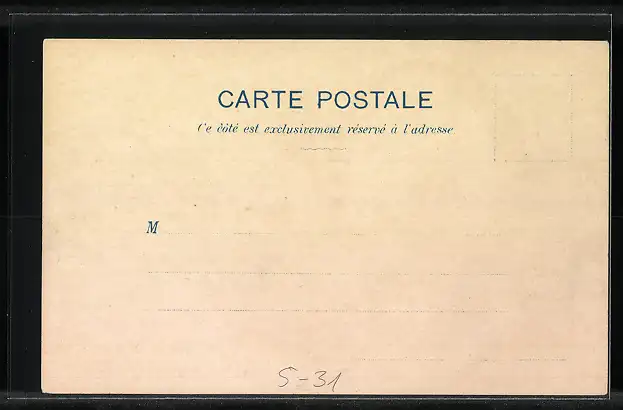 CARTE POSTALE
Ce côté est exclusivement réservé à l'adresse
M
S-31